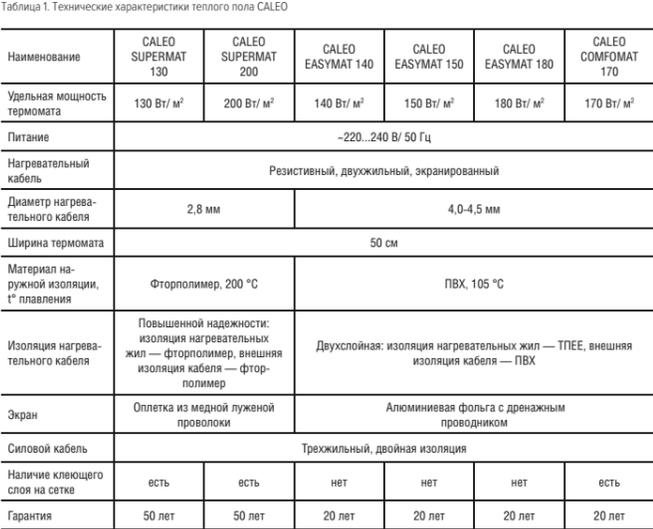 Таблица 1. Технические характеристики теплого пола CALEO
Наименование
CALEO
SUPERMAT
130
CALEO
SUPERMAT
200
CALEO
EASYMAT 140
CALEO
EASYMAT 150
CALEO
EASYMAT 180
CALEO
COMFOMAT
170
Удельная мощность
термомата
130 Вт/ м²
200 Вт/ м²
140 Вт/ м²
150 Вт/ м²
180 Вт/ м²
170 Вт/ м²
Питание
~220...240 В/ 50 Гц
Нагревательный
кабель
Резистивный, двухжильный, экранированный
Диаметр нагрева-
тельного кабеля
2,8 мм
4,0-4,5 мм
Ширина термомата
50 см
Материал на-
ружной изоляции,
t° плавления
Фторполимер, 200 °C
ПВХ, 105 °C
Изоляция нагрева-
тельного кабеля
Повышенной надежности:
изоляция нагревательных
жил — фторполимер, внешняя
изоляция кабеля — фтор-
полимер
Двухслойная: изоляция нагревательных жил — ТПЕЕ, внешняя
изоляция кабеля — ПВХ
Экран
Оплетка из медной луженой
проволоки
Алюминиевая фольга с дренажным
проводником
Силовой кабель
Трехжильный, двойная изоляция
Наличие клеющего
слоя на сетке
есть
есть
нет
нет
нет
есть
Гарантия
50 лет
50 лет
20 лет
20 лет
20 лет
20 лет